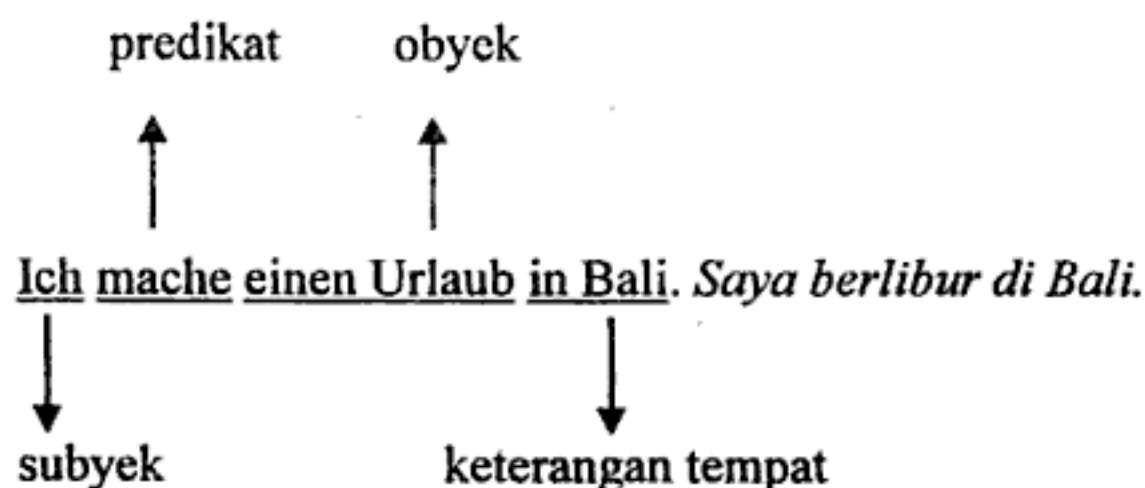 predikat obyek
Ich mache einen Urlaub in Bali. Saya berlibur di Bali.
subyek keterangan tempat